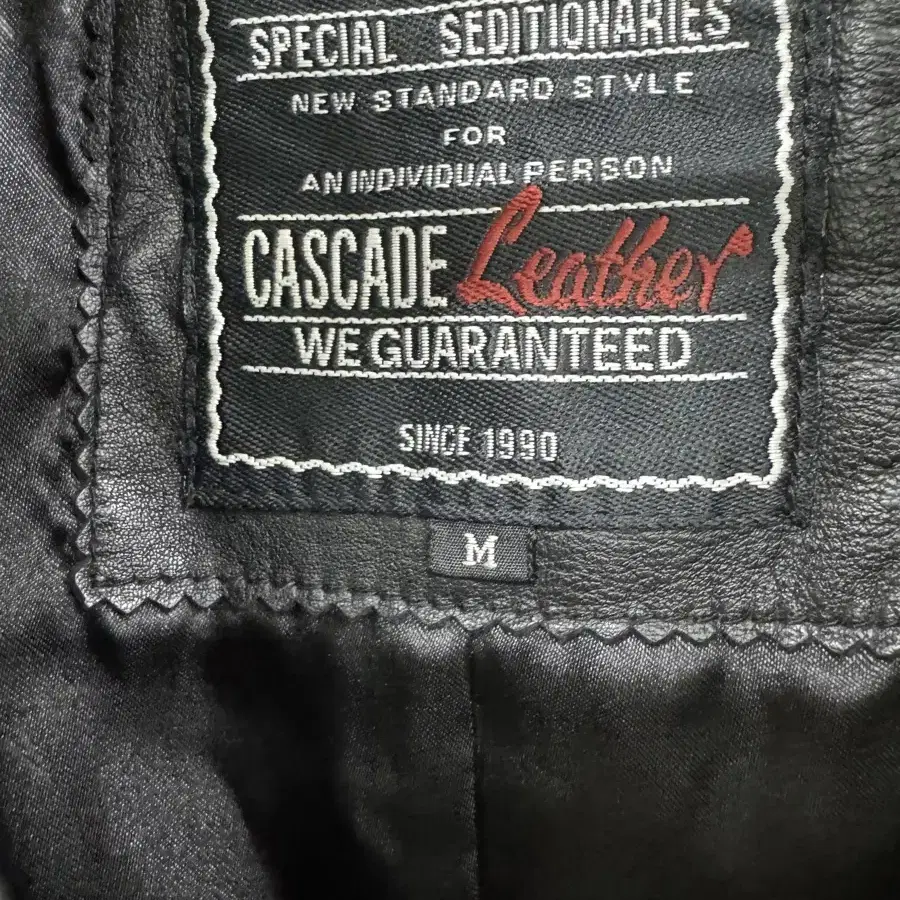 SPECIAL SEDITIONARIES
NEW STANDARD STYLE
FOR
AN INDIVIDUAL PERSON
CASCADE Leather
WE GUARANTEED
SINCE 1990
M